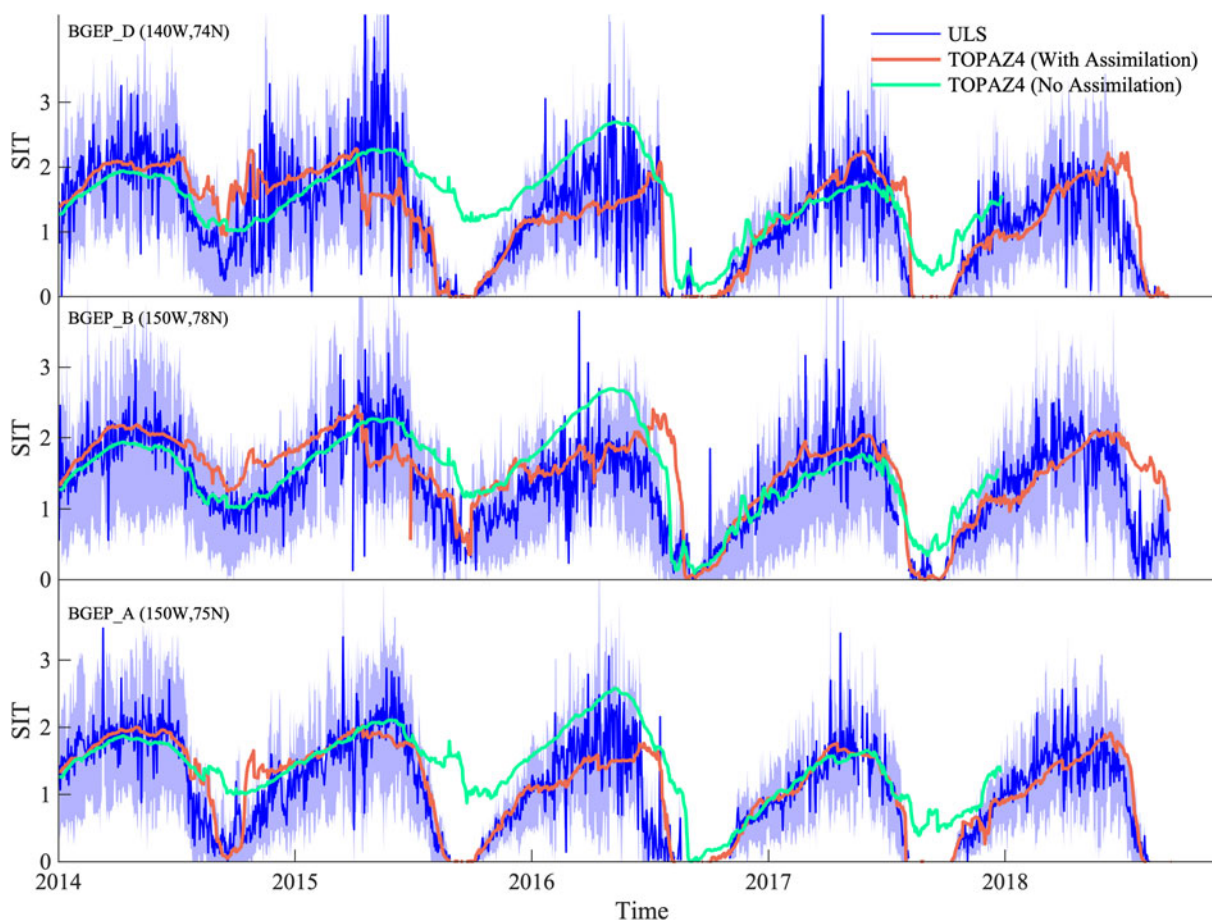 BGEP_D (140W,74N)
ULS
TOPAZ4 (With Assimilation)
TOPAZ4 (No Assimilation)
3
2
1
0
SIT
BGEP_B (150W,78N)
3
2
1
0
SIT
BGEP_A (150W,75N)
3
2
1
0
SIT
2014 2015 2016 2017 2018
Time